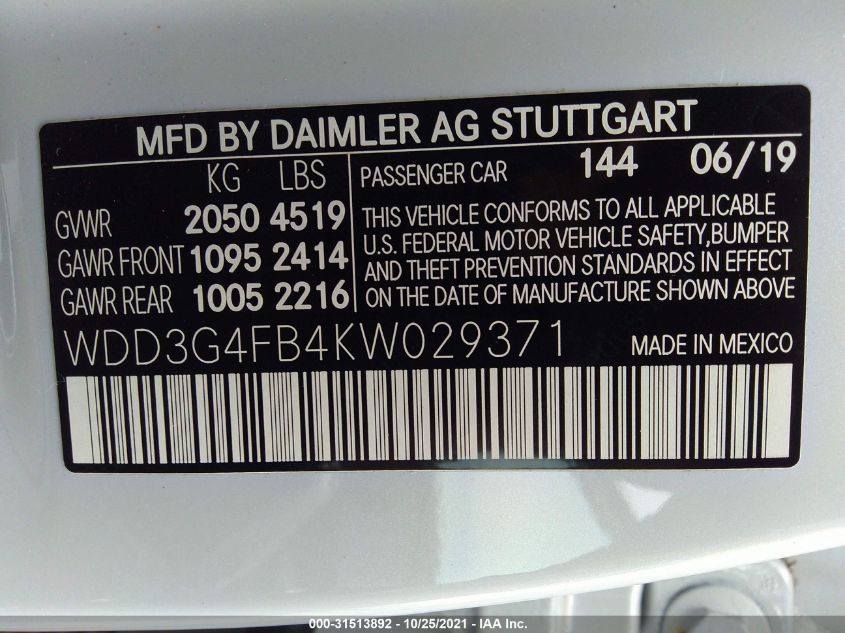 MFD BY DAIMLER AG STUTTGART
KG LBS
GVWR 2050 4519
GAWR FRONT 1095 2414
GAWR REAR 1005 2216
PASSENGER CAR 144 06/19
THIS VEHICLE CONFORMS TO ALL APPLICABLE
U.S. FEDERAL MOTOR VEHICLE SAFETY,BUMPER
AND THEFT PREVENTION STANDARDS IN EFFECT
ON THE DATE OF MANUFACTURE SHOWN ABOVE
WDD3G4FB4KW029371 MADE IN MEXICO
000-31513892 - 10/25/2021 - IAA Inc.